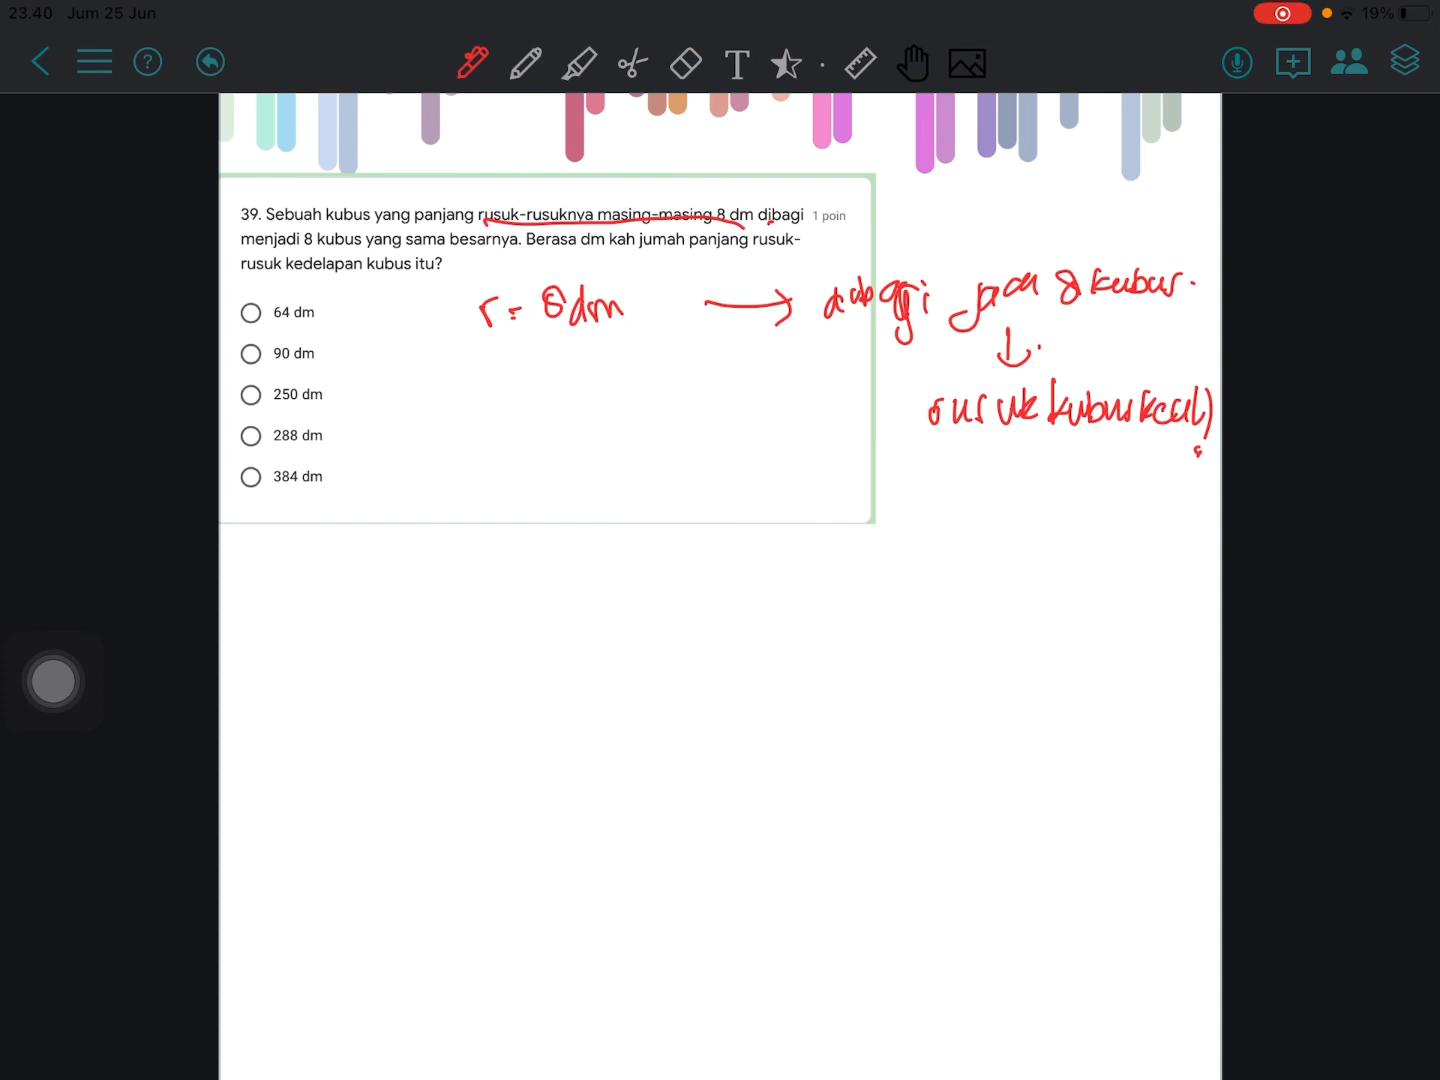 23.40 Jum 25 Jun
19%
39. Sebuah kubus yang panjang rusuk-rusuknya masing-masing 8 dm dibagi 1 poin
menjadi 8 kubus yang sama besarnya. Berasa dm kah jumah panjang rusuk-
rusuk kedelapan kubus itu?
64 dm
90 dm
250 dm
288 dm
384 dm
r = 8 dm → dibagi jadi 8 kubus.
rusuk kubus kecil